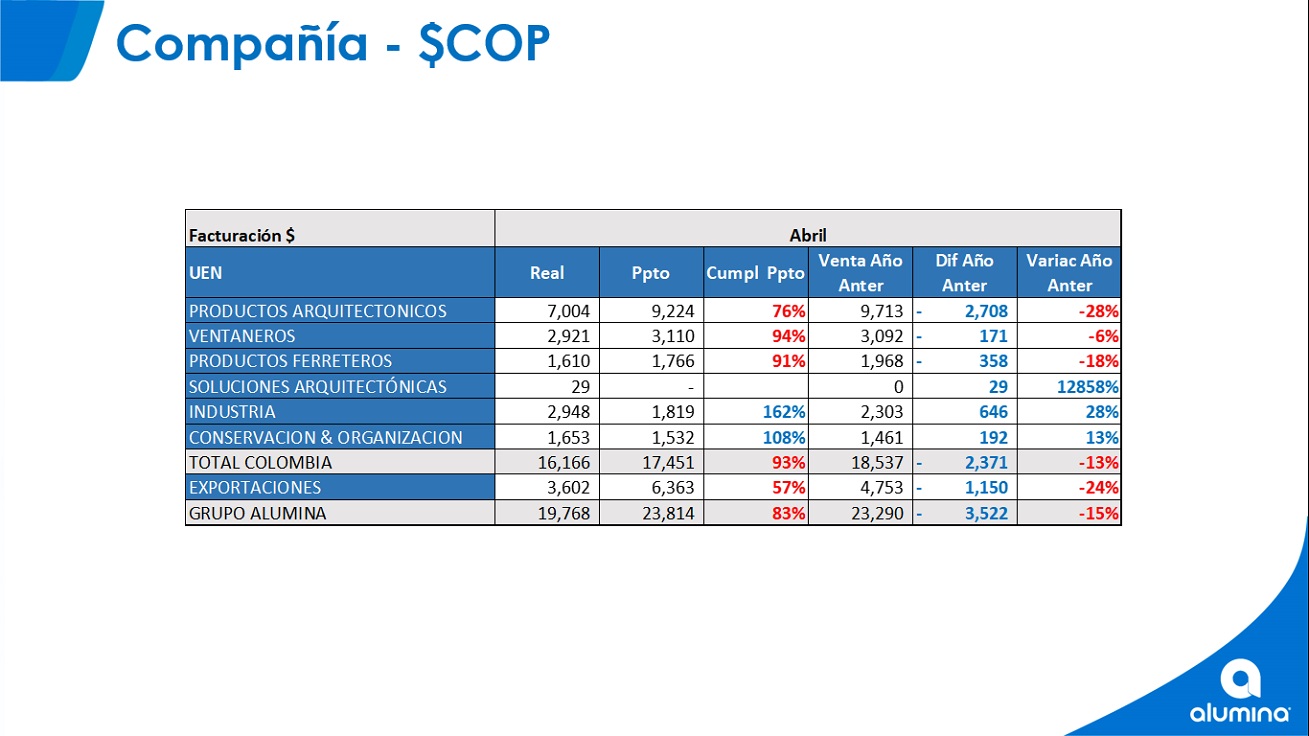 Compañía - $COP
Facturación $ Abril
UEN Real Ppto Cumpl Ppto Venta Año Anter Dif Año Anter Variac Año Anter
PRODUCTOS ARQUITECTONICOS 7,004 9,224 76% 9,713 - 2,708 -28%
VENTANEROS 2,921 3,110 94% 3,092 - 171 -6%
PRODUCTOS FERRETEROS 1,610 1,766 91% 1,968 - 358 -18%
SOLUCIONES ARQUITECTÓNICAS 29 - 0 29 12858%
INDUSTRIA 2,948 1,819 162% 2,303 646 28%
CONSERVACION & ORGANIZACION 1,653 1,532 108% 1,461 192 13%
TOTAL COLOMBIA 16,166 17,451 93% 18,537 - 2,371 -13%
EXPORTACIONES 3,602 6,363 57% 4,753 - 1,150 -24%
GRUPO ALUMINA 19,768 23,814 83% 23,290 - 3,522 -15%
alumina